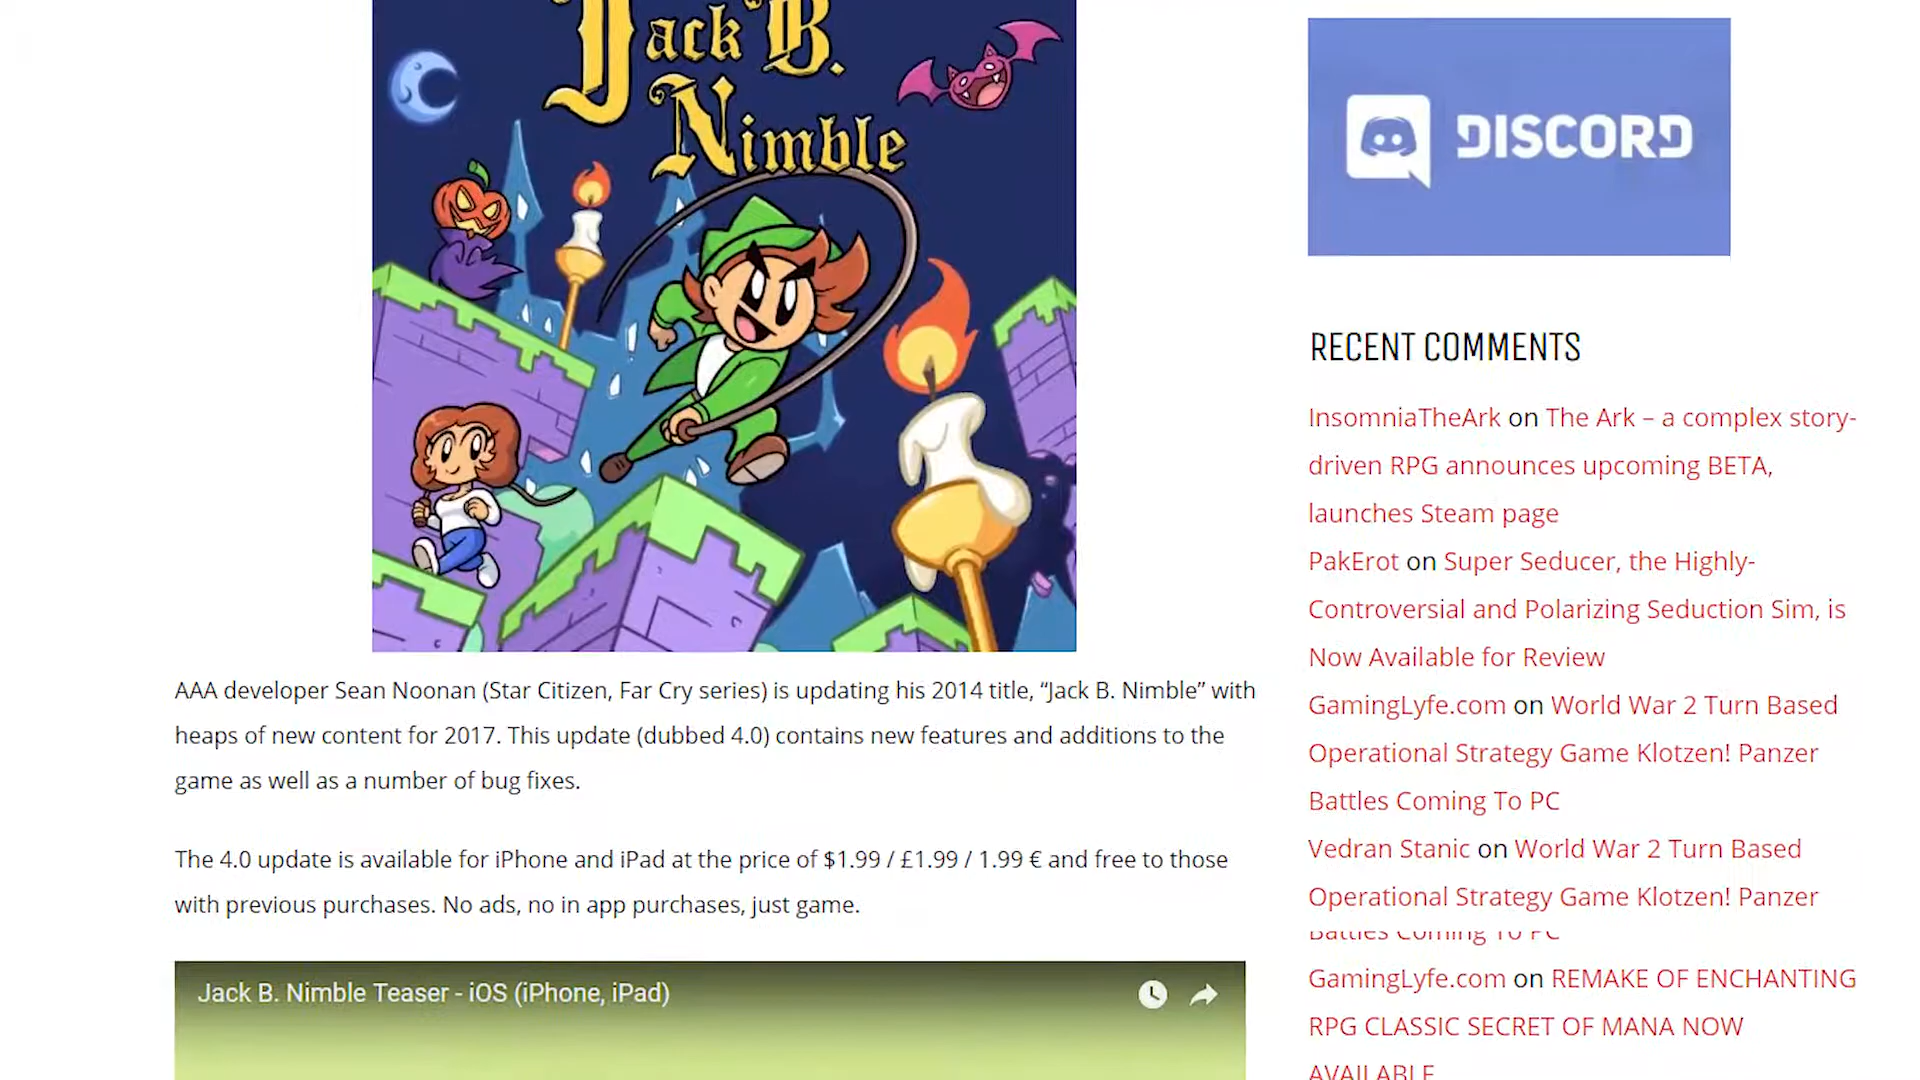 Jack B.
Nimble
AAA developer Sean Noonan (Star Citizen, Far Cry series) is updating his 2014 title, “Jack B. Nimble” with
heaps of new content for 2017. This update (dubbed 4.0) contains new features and additions to the
game as well as a number of bug fixes.
The 4.0 update is available for iPhone and iPad at the price of $1.99 / £1.99 / 1.99 € and free to those
with previous purchases. No ads, no in app purchases, just game.
Jack B. Nimble Teaser - iOS (iPhone, iPad)
DISCORD
RECENT COMMENTS
InsomniaTheArk on The Ark – a complex story-
driven RPG announces upcoming BETA,
launches Steam page
PakErot on Super Seducer, the Highly-
Controversial and Polarizing Seduction Sim, is
Now Available for Review
GamingLyfe.com on World War 2 Turn Based
Operational Strategy Game Klotzen! Panzer
Battles Coming To PC
Vedran Stanic on World War 2 Turn Based
Operational Strategy Game Klotzen! Panzer
Battles Coming To PC
GamingLyfe.com on REMAKE OF ENCHANTING
RPG CLASSIC SECRET OF MANA NOW
AVAILABLE